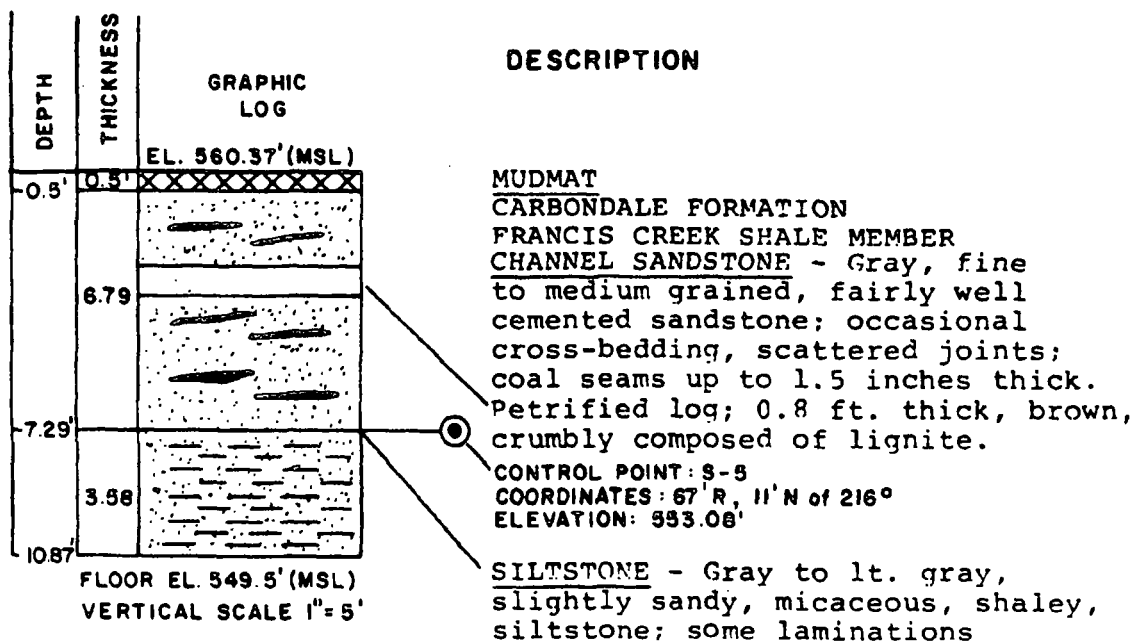 DEPTH
THICKNESS
GRAPHIC
LOG
DESCRIPTION
EL. 560.37'(MSL)
0.5'
0.5'
6.79
7.29'
3.58
10.87'
FLOOR EL. 549.5'(MSL)
VERTICAL SCALE 1"= 5'
MUDMAT
CARBONDALE FORMATION
FRANCIS CREEK SHALE MEMBER
CHANNEL SANDSTONE - Gray, fine
to medium grained, fairly well
cemented sandstone; occasional
cross-bedding, scattered joints;
coal seams up to 1.5 inches thick.
Petrified log; 0.8 ft. thick, brown,
crumbly composed of lignite.
CONTROL POINT: S-5
COORDINATES: 67'R, 11'N of 216°
ELEVATION: 553.08'
SILTSTONE - Gray to lt. gray,
slightly sandy, micaceous, shaley,
siltstone; some laminations